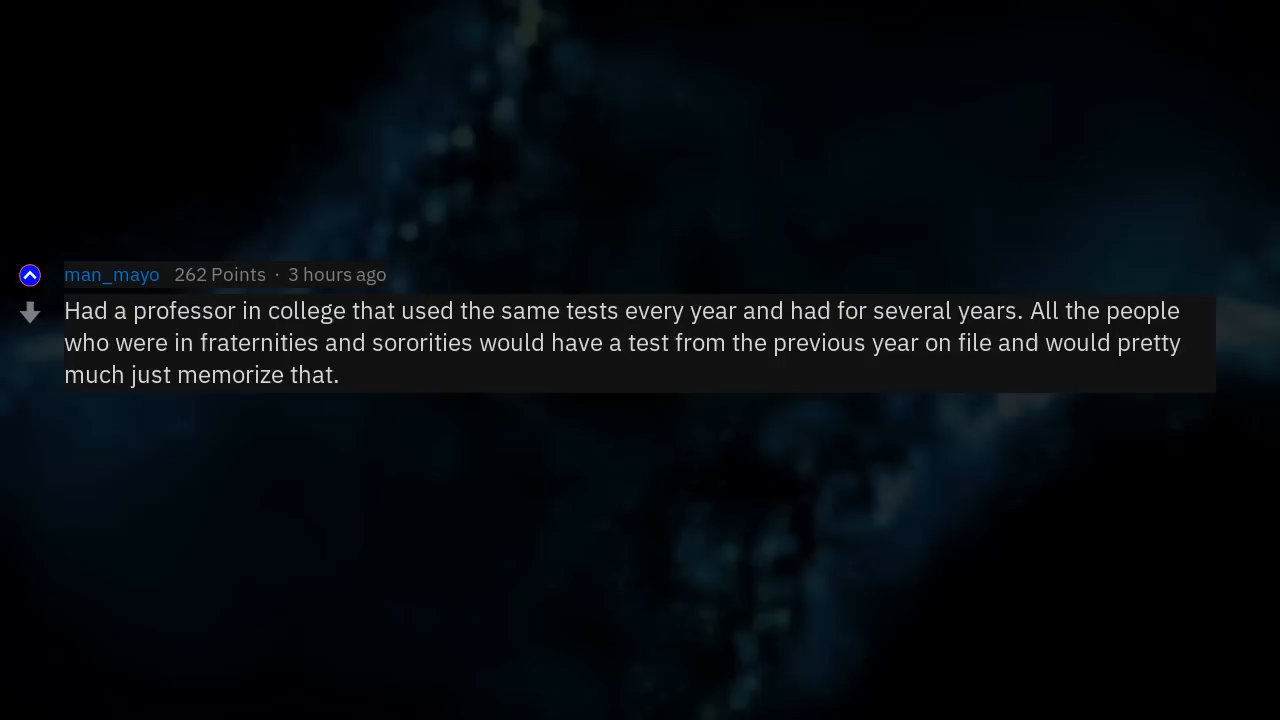 man_mayo 262 Points · 3 hours ago
Had a professor in college that used the same tests every year and had for several years. All the people
who were in fraternities and sororities would have a test from the previous year on file and would pretty
much just memorize that.